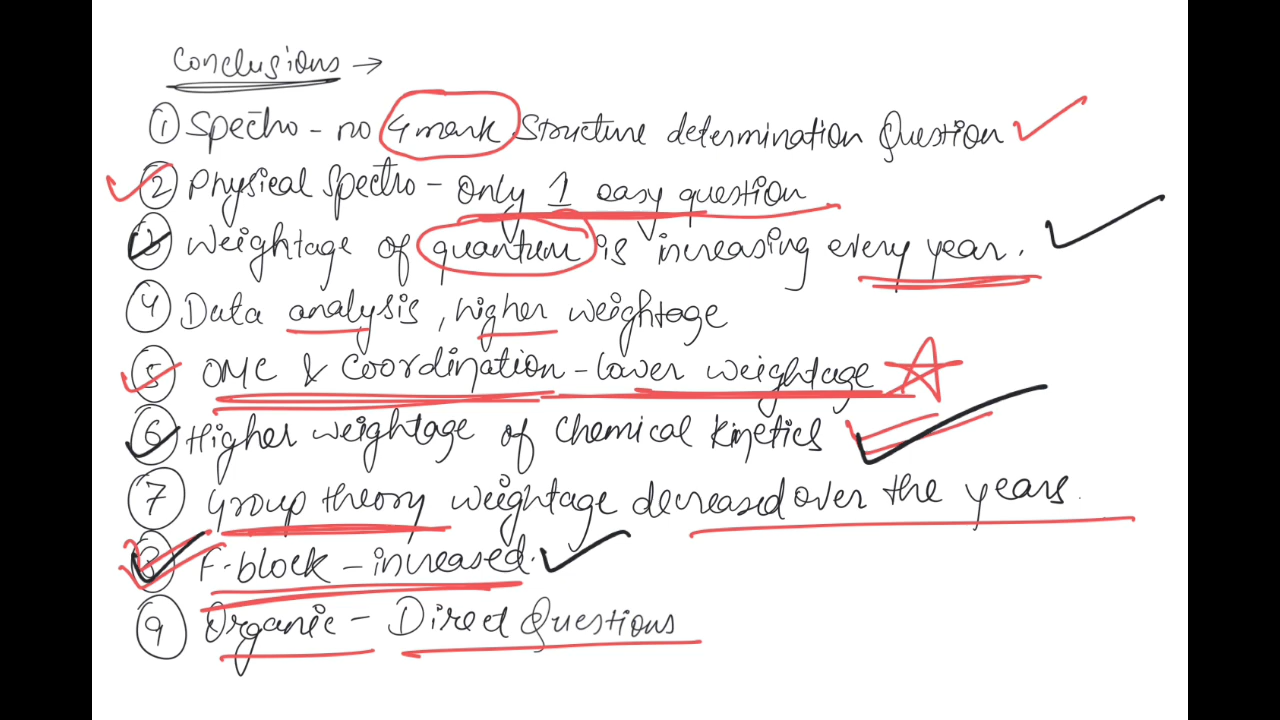 Conclusions →
① Spectro - no 4 mark Structure determination Question
② Physical Spectro - only 1 easy question
③ Weightage of quantum is increasing every year.
④ Data analysis, higher weightage
⑤ OMC & Coordination - lower weightage
⑥ Higher weightage of Chemical Kinetics
⑦ Group theory weightage decreased over the years.
⑧ F-block - increased.
⑨ Organic - Direct Questions